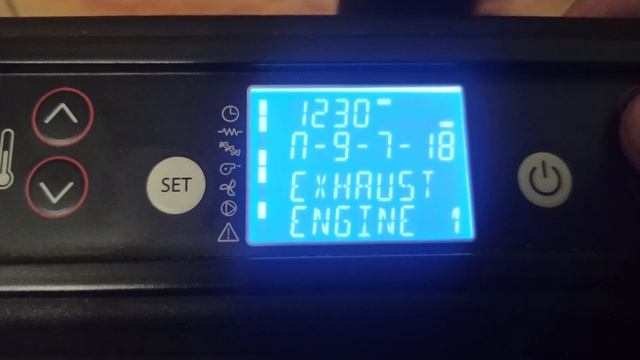 SET
1230
n-9-7-18
EXHAUST
ENGINE 1